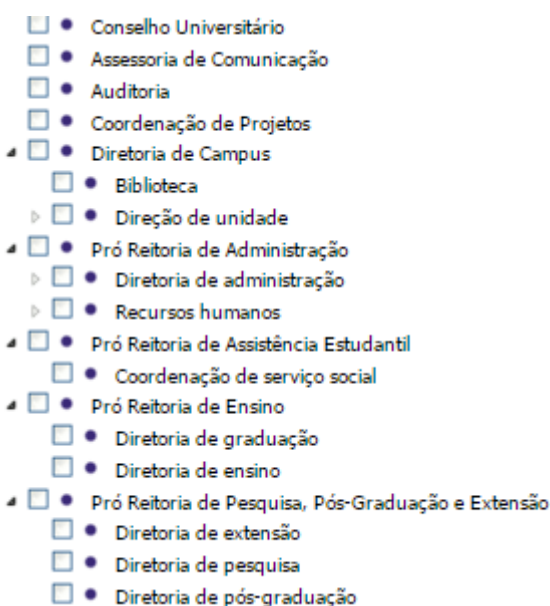 Conselho Universitário
Assessoria de Comunicação
Auditoria
Coordenação de Projetos
Diretoria de Campus
Biblioteca
Direção de unidade
Pró Reitoria de Administração
Diretoria de administração
Recursos humanos
Pró Reitoria de Assistência Estudantil
Coordenação de serviço social
Pró Reitoria de Ensino
Diretoria de graduação
Diretoria de ensino
Pró Reitoria de Pesquisa, Pós-Graduação e Extensão
Diretoria de extensão
Diretoria de pesquisa
Diretoria de pós-graduação